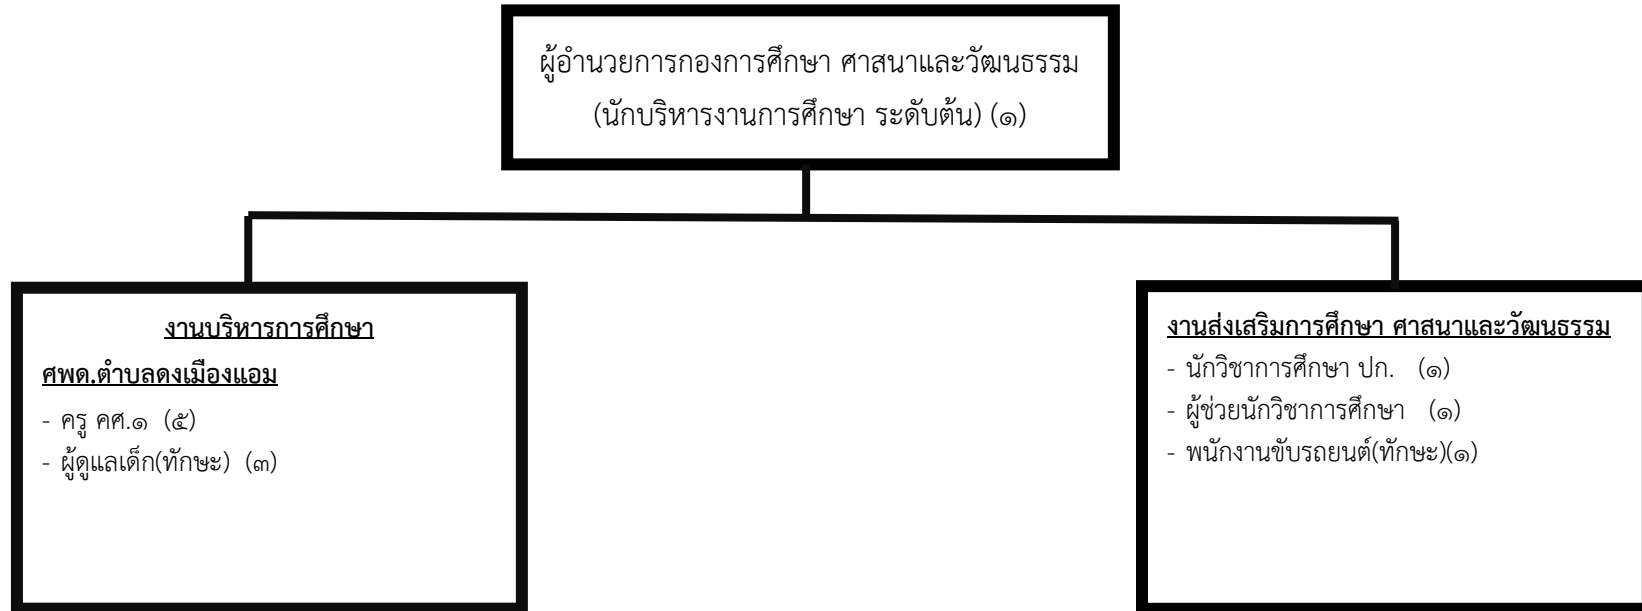 ผู้อำนวยการกองการศึกษา ศาสนาและวัฒนธรรม
(นักบริหารงานการศึกษา ระดับต้น) (๑)
งานบริหารการศึกษา
ศพด.ตำบลดงเมืองแอม
- ครู คศ.๑ (๕)
- ผู้ดูแลเด็ก(ทักษะ) (๓)
งานส่งเสริมการศึกษา ศาสนาและวัฒนธรรม
- นักวิชาการศึกษา ปก. (๑)
- ผู้ช่วยนักวิชาการศึกษา (๑)
- พนักงานขับรถยนต์(ทักษะ)(๑)